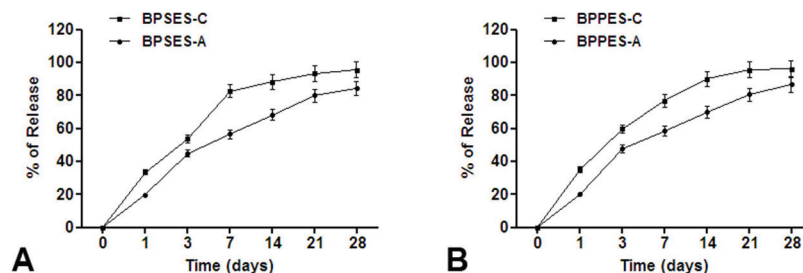 BPSES-C
BPSES-A
120
100
80
60
40
20
0
% of Release
0 1 3 7 14 21 28
Time (days)
A
BPPES-C
BPPES-A
120
100
80
60
40
20
0
% of Release
0 1 3 7 14 21 28
Time (days)
B